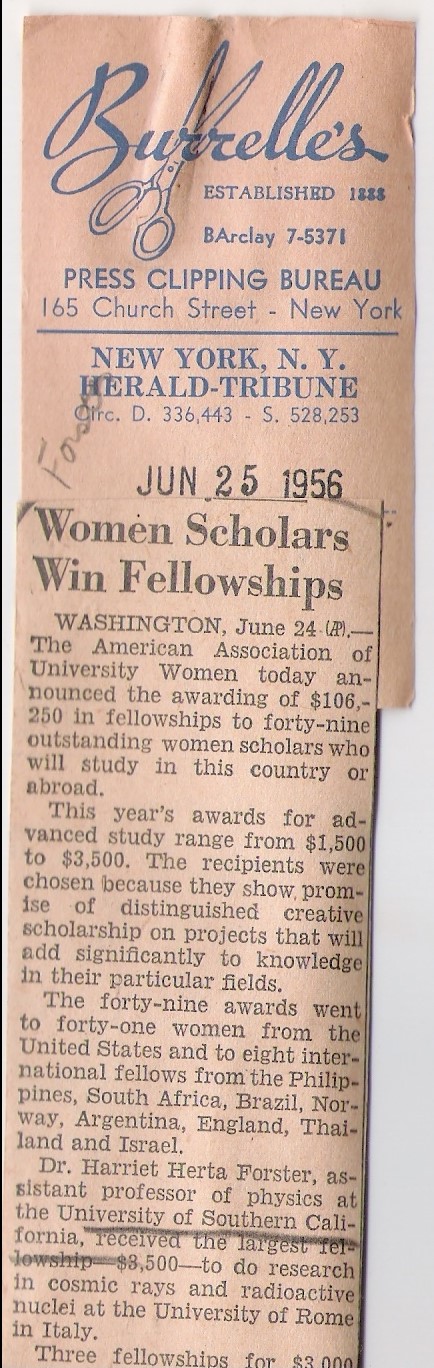 Burrelle's
ESTABLISHED 1888
BArclay 7-5371
PRESS CLIPPING BUREAU
165 Church Street - New York
NEW YORK, N. Y.
HERALD-TRIBUNE
Circ. D. 336,443 - S. 528,253
JUN 25 1956
Women Scholars
Win Fellowships
WASHINGTON, June 24 (AP).—
The American Association of
University Women today an-
nounced the awarding of $106,-
250 in fellowships to forty-nine
outstanding women scholars who
will study in this country or
abroad.
This year's awards for ad-
vanced study range from $1,500
to $3,500. The recipients were
chosen because they show prom-
ise of distinguished creative
scholarship on projects that will
add significantly to knowledge
in their particular fields.
The forty-nine awards went
to forty-one women from the
United States and to eight inter-
national fellows from the Philip-
pines, South Africa, Brazil, Nor-
way, Argentina, England, Thai-
land and Israel.
Dr. Harriet Herta Forster, as-
sistant professor of physics at
the University of Southern Cali-
fornia, received the largest fel-
lowship—$3,500—to do research
in cosmic rays and radioactive
nuclei at the University of Rome
in Italy.
Three fellowships for $3,000